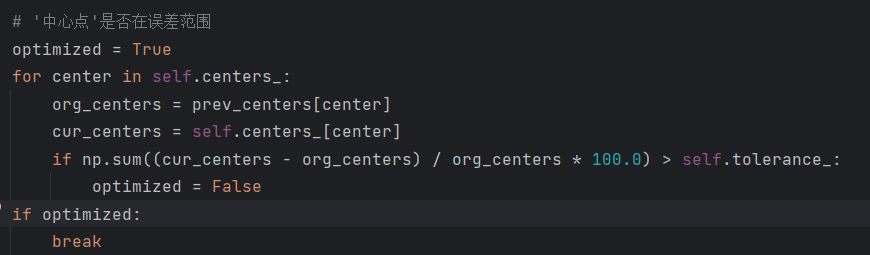 # '中心点'是否在误差范围
optimized = True
for center in self.centers_:
    org_centers = prev_centers[center]
    cur_centers = self.centers_[center]
    if np.sum((cur_centers - org_centers) / org_centers * 100.0) > self.tolerance_:
        optimized = False
if optimized:
    break